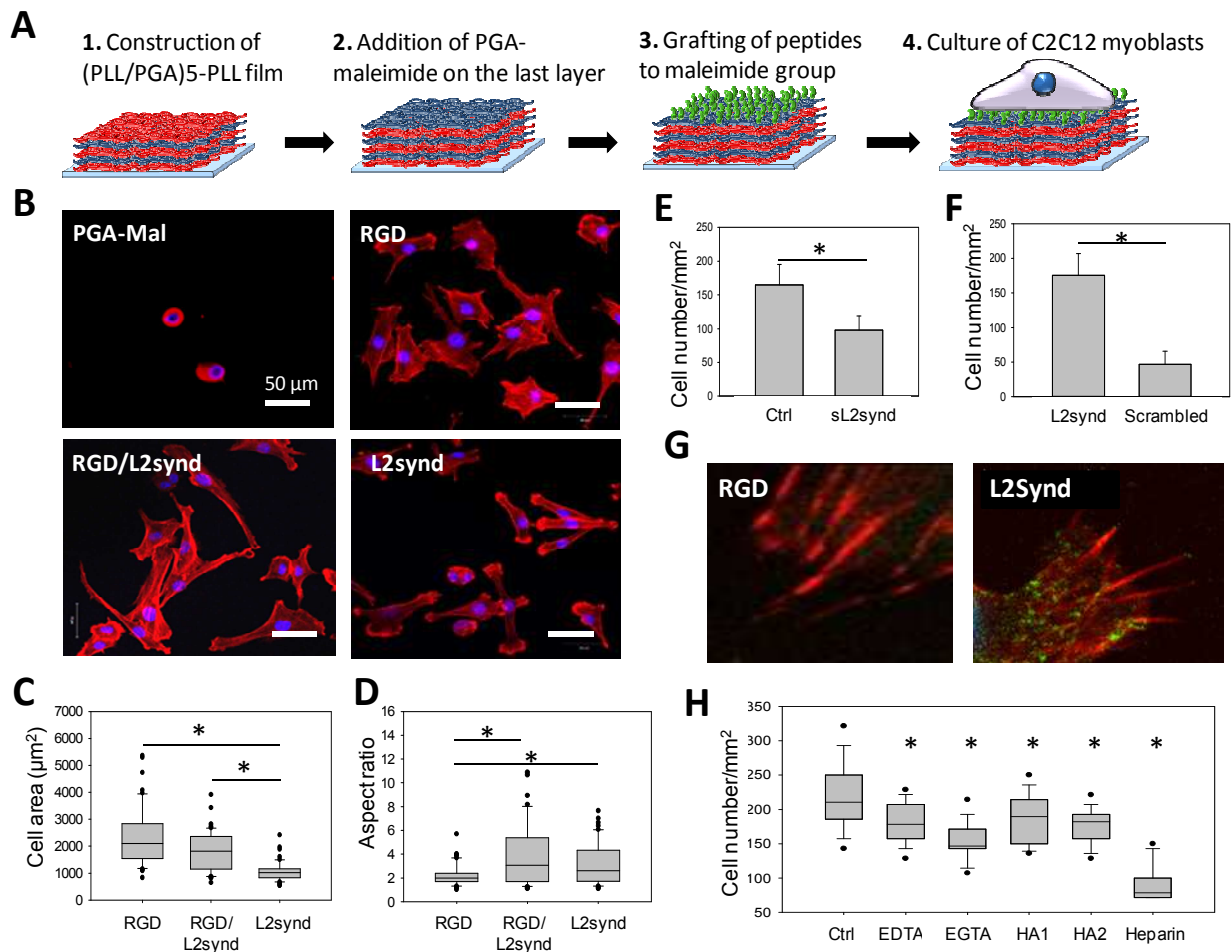 A
1. Construction of
(PLL/PGA)5-PLL film
2. Addition of PGA-
maleimide on the last layer
3. Grafting of peptides
to maleimide group
4. Culture of C2C12 myoblasts
B
PGA-Mal
50 µm
RGD
RGD/L2synd
L2synd
E
Cell number/mm²
250
200
150
100
50
0
*
Ctrl
sL2synd
F
Cell number/mm²
250
200
150
100
50
0
*
L2synd
Scrambled
G
RGD
L2Synd
C
Cell area (µm²)
7000
6000
5000
4000
3000
2000
1000
0
*
*
RGD
RGD/
L2synd
L2synd
D
Aspect ratio
16
14
12
10
8
6
4
2
0
*
*
RGD
RGD/
L2synd
L2synd
H
Cell number/mm²
350
300
250
200
150
100
50
* * * * *
Ctrl
EDTA
EGTA
HA1
HA2
Heparin